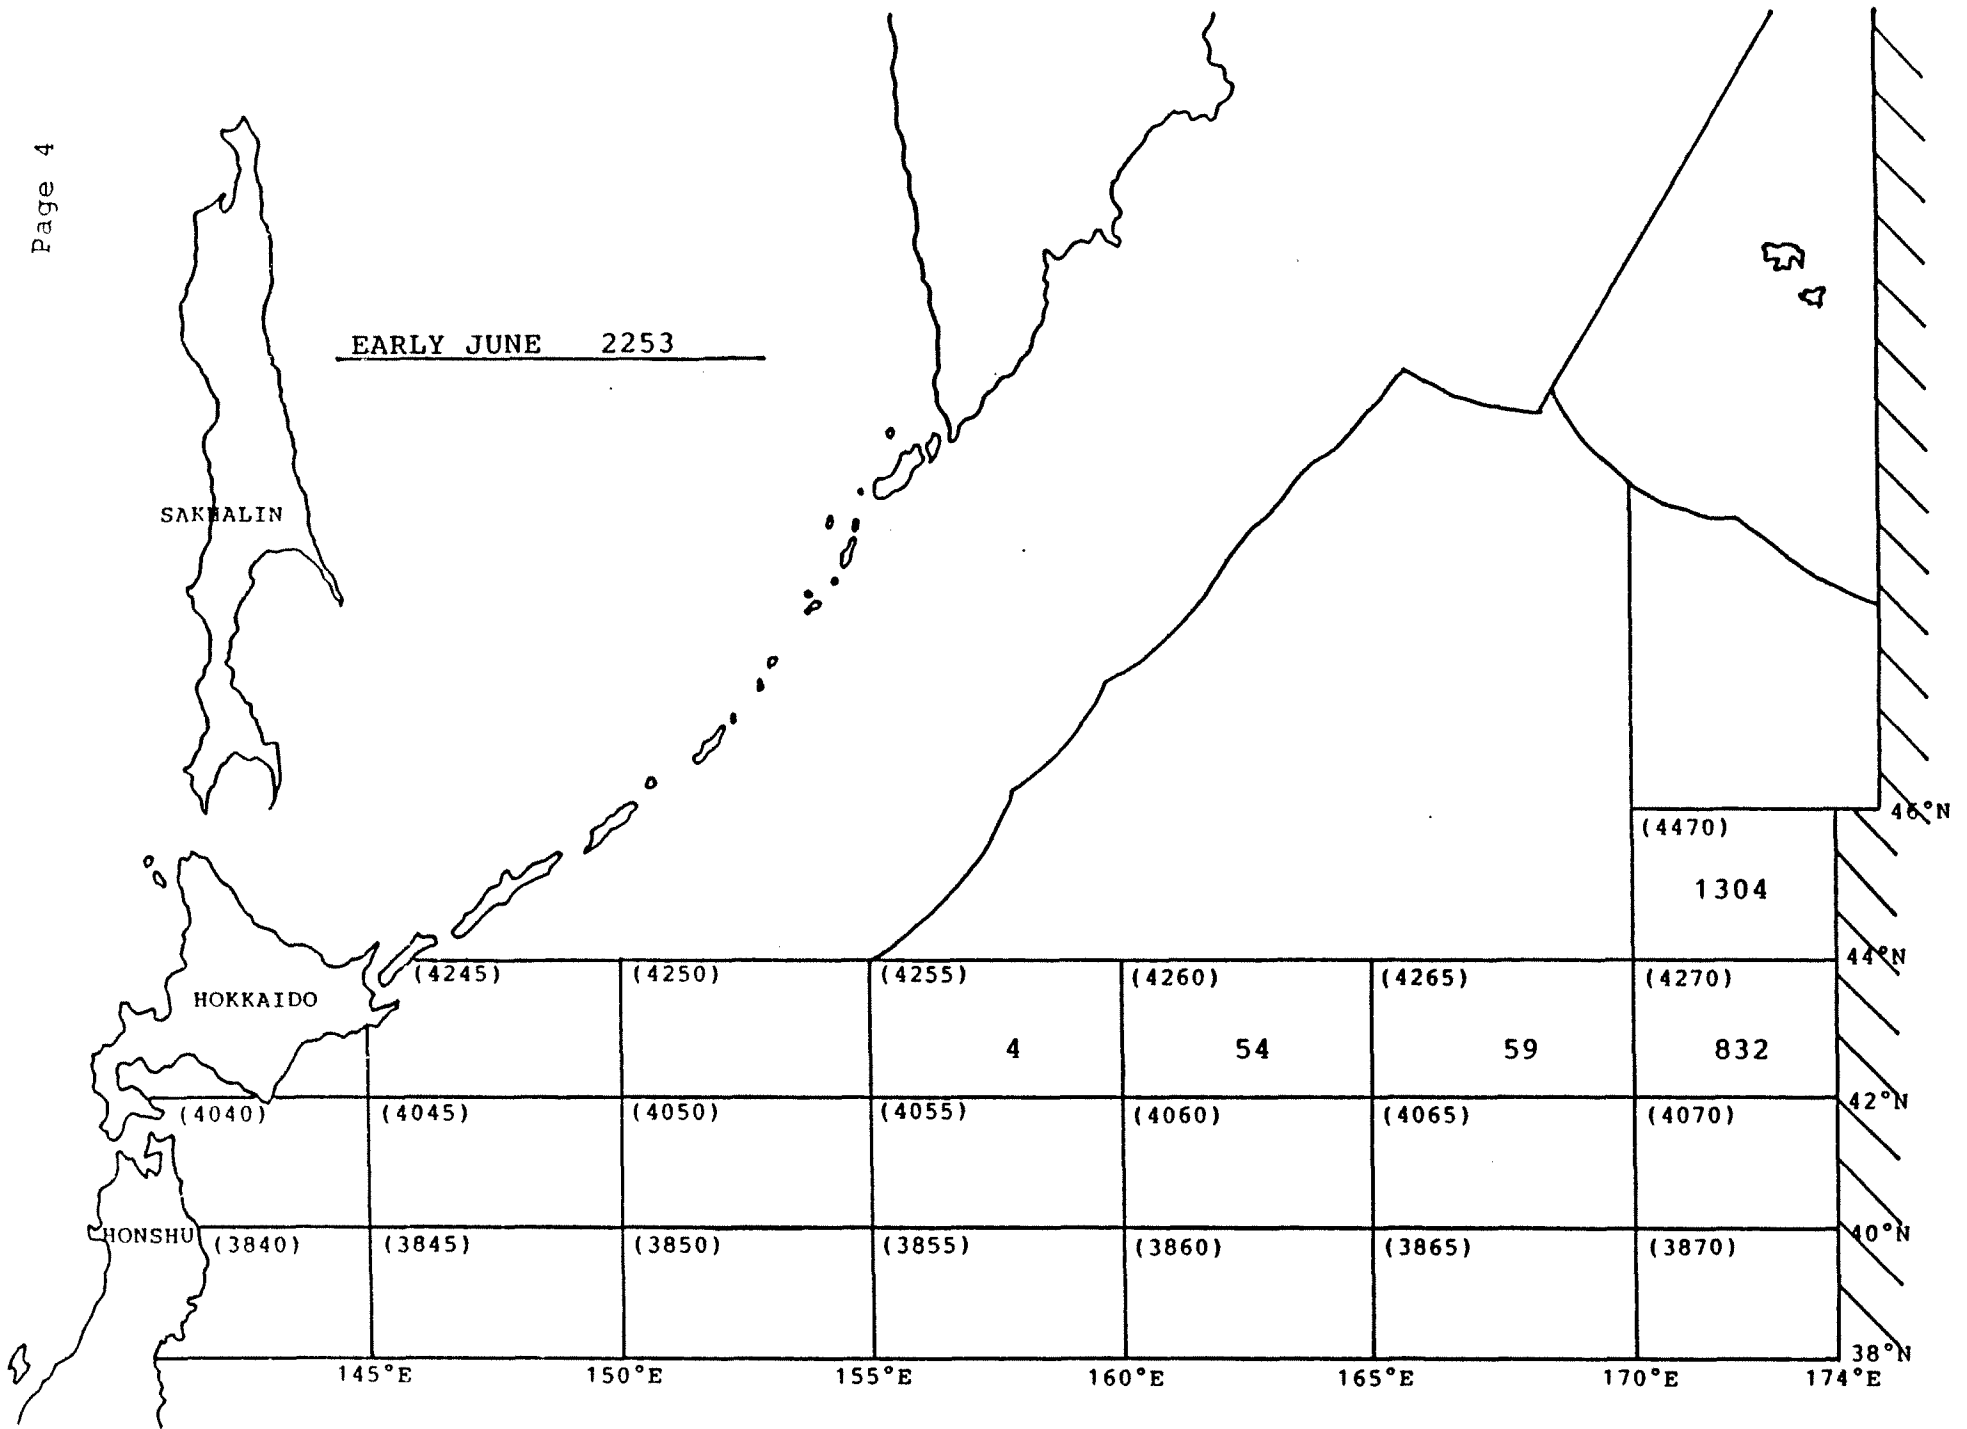 Page 4
EARLY JUNE 2253
SAKHALIN
46°N
(4470)
1304
44°N
(4245) (4250) (4255) (4260) (4265) (4270)
HOKKAIDO
4 54 59 832
42°N
(4040) (4045) (4050) (4055) (4060) (4065) (4070)
40°N
HONSHU (3840) (3845) (3850) (3855) (3860) (3865) (3870)
38°N
145°E 150°E 155°E 160°E 165°E 170°E 174°E